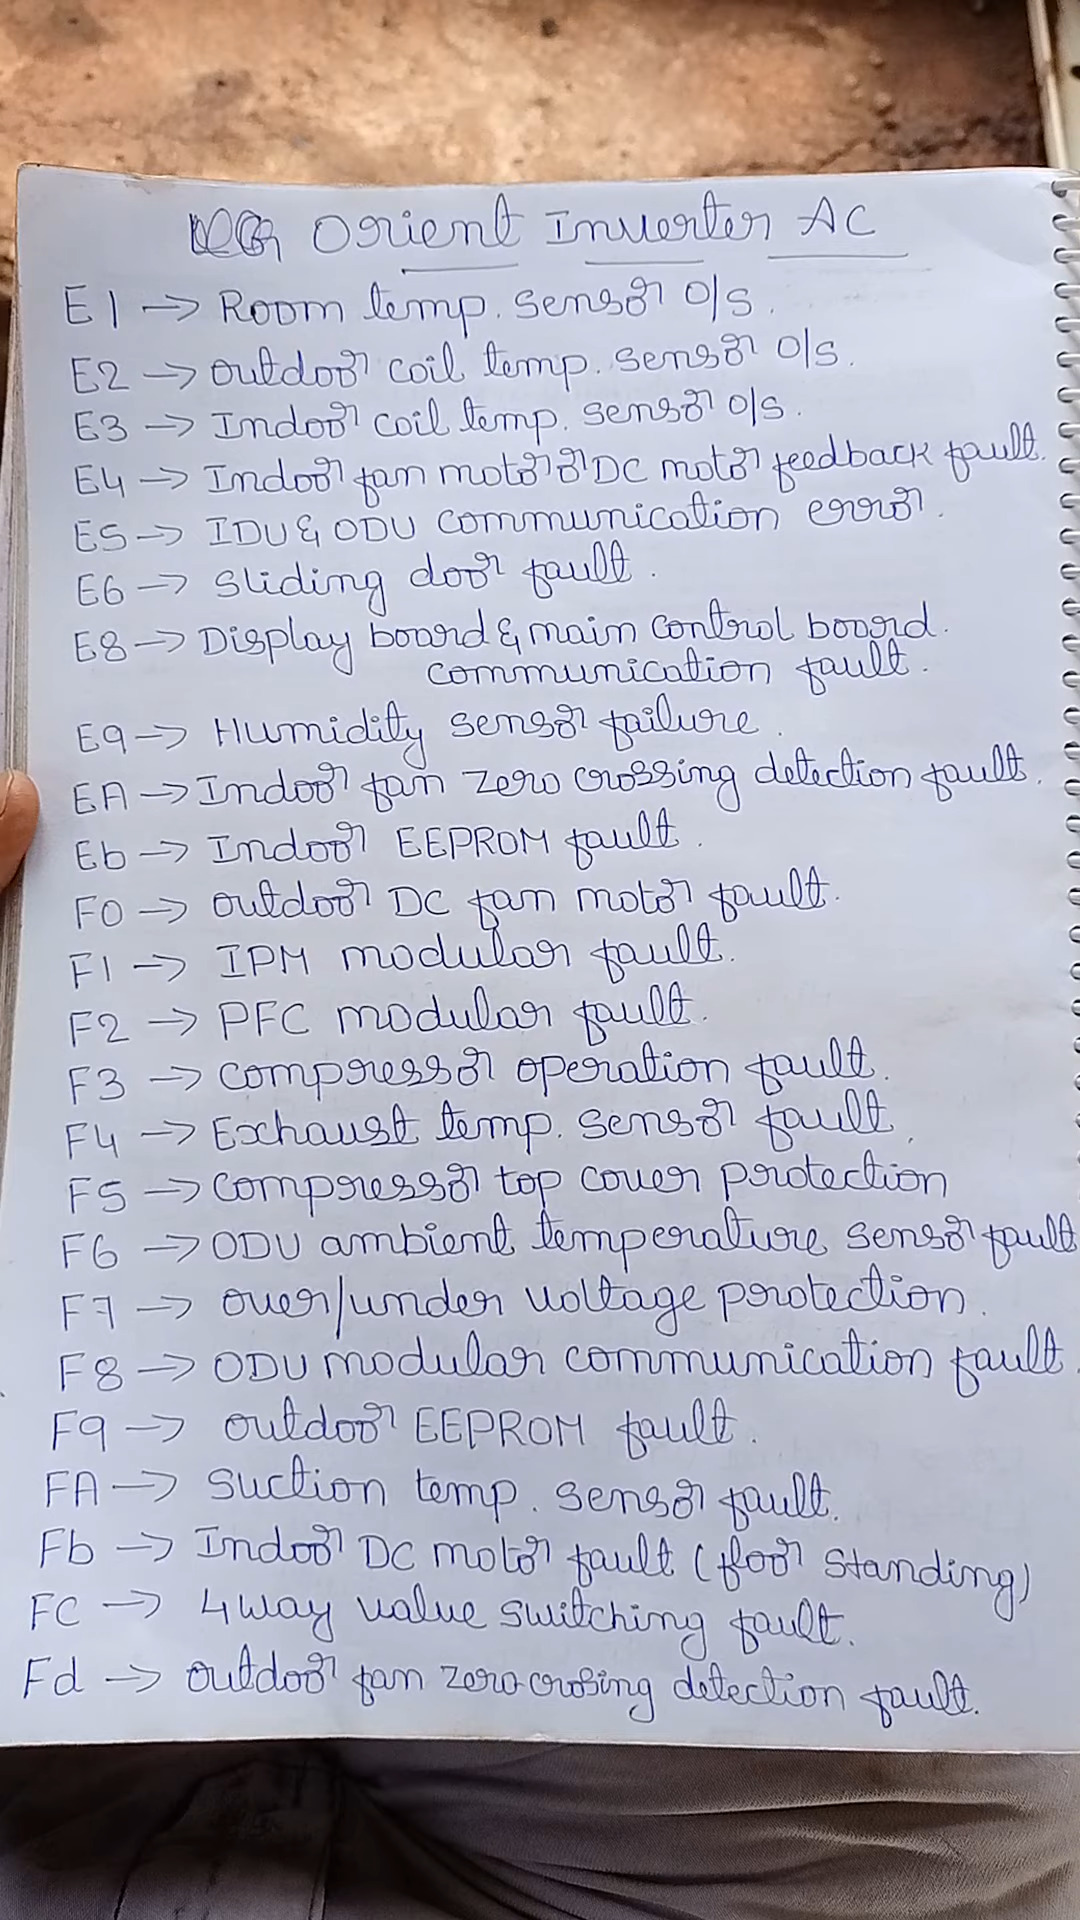 Orient Inverter AC
E1 → Room temp. sensor O/S.
E2 → outdoor coil temp. sensor O/S.
E3 → Indoor coil temp. sensor O/S.
E4 → Indoor fan motor or DC motor feedback fault.
E5 → IDU & ODU communication error.
E6 → Sliding door fault.
E8 → Display board & main control board.
communication fault.
E9 → Humidity sensor failure.
EA → Indoor fan zero crossing detection fault.
Eb → Indoor EEPROM fault.
F0 → outdoor DC fan motor fault.
F1 → IPM modular fault.
F2 → PFC modular fault.
F3 → compressor operation fault.
F4 → Exhaust temp. sensor fault.
F5 → compressor top cover protection
F6 → ODU ambient temperature sensor fault
F7 → over/under voltage protection.
F8 → ODU modular communication fault.
F9 → outdoor EEPROM fault.
FA → Suction temp. sensor fault.
Fb → Indoor DC motor fault (floor standing)
FC → 4 way value switching fault.
Fd → outdoor fan zero crosing detection fault.